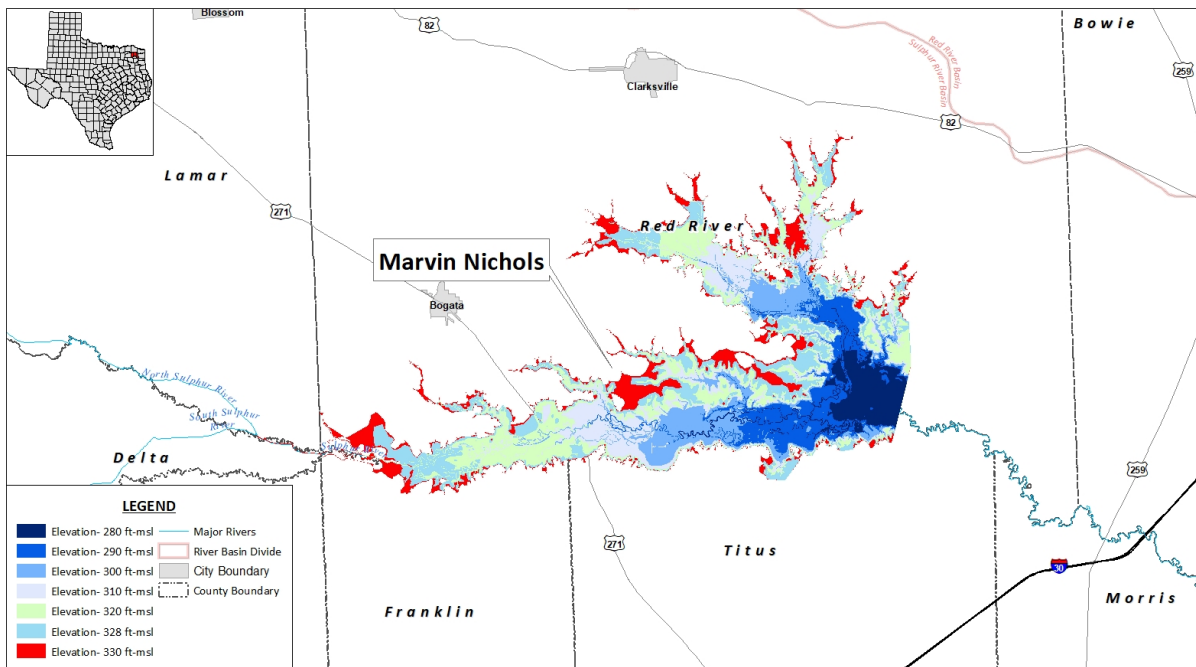 Blossom
82
Bowie
Red River Basin
Sulphur River Basin
259
Clarksville
82
Lamar
271
Red River
Marvin Nichols
Bogata
North Sulphur River
South Sulphur
River
Sulphur River
Delta
259
LEGEND
Elevation- 280 ft-msl
Elevation- 290 ft-msl
Elevation- 300 ft-msl
Elevation- 310 ft-msl
Elevation- 320 ft-msl
Elevation- 328 ft-msl
Elevation- 330 ft-msl
Major Rivers
River Basin Divide
City Boundary
County Boundary
271
Titus
30
Franklin
Morris